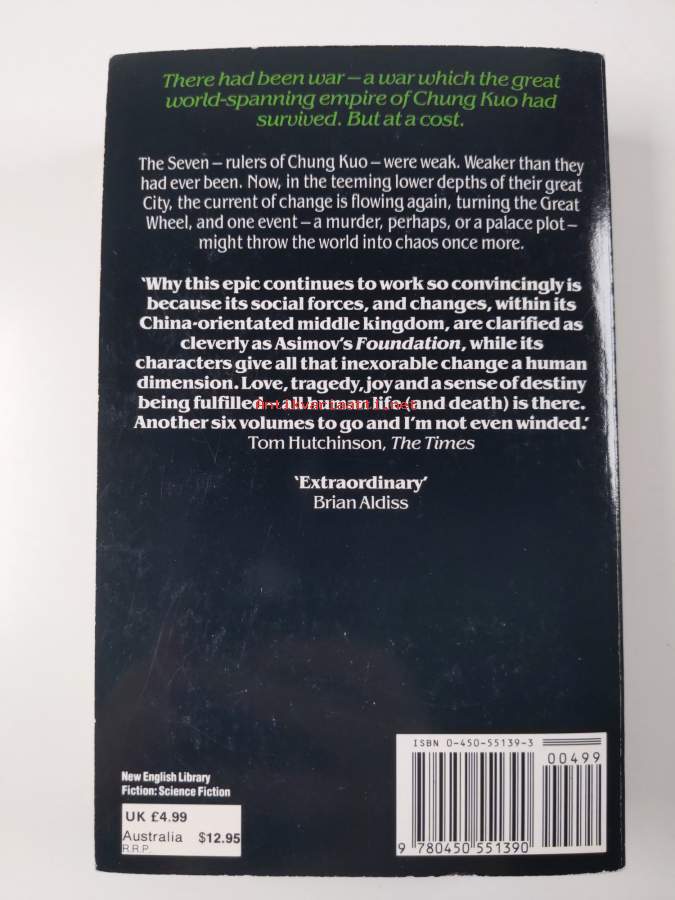 There had been war – a war which the great
world-spanning empire of Chung Kuo had
survived. But at a cost.
The Seven – rulers of Chung Kuo – were weak. Weaker than they
had ever been. Now, in the teeming lower depths of their great
City, the current of change is flowing again, turning the Great
Wheel, and one event – a murder, perhaps, or a palace plot –
might throw the world into chaos once more.
‘Why this epic continues to work so convincingly is
because its social forces, and changes, within its
China-orientated middle kingdom, are clarified as
cleverly as Asimov's Foundation, while its
characters give all that inexorable change a human
dimension. Love, tragedy, joy and a sense of destiny
being fulfilled: all human life (and death) is there.
Antikvariaatti.net
Another six volumes to go and I'm not even winded.’
Tom Hutchinson, The Times
‘Extraordinary’
Brian Aldiss
ISBN 0-450-55139-3
00499
New English Library
Fiction: Science Fiction
UK £4.99
Australia $12.95
R.R.P.
9 780450 551390